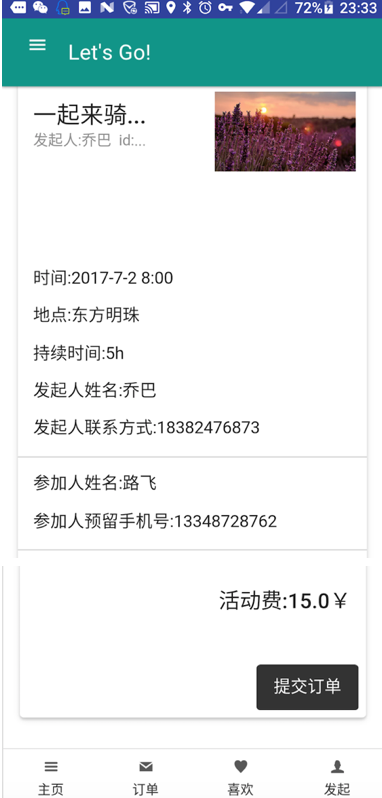 72% 23:33
Let's Go!
一起来骑...
发起人:乔巴 id:...
时间:2017-7-2 8:00
地点:东方明珠
持续时间:5h
发起人姓名:乔巴
发起人联系方式:18382476873
参加人姓名:路飞
参加人预留手机号:13348728762
活动费:15.0￥
提交订单
主页 订单 喜欢 发起